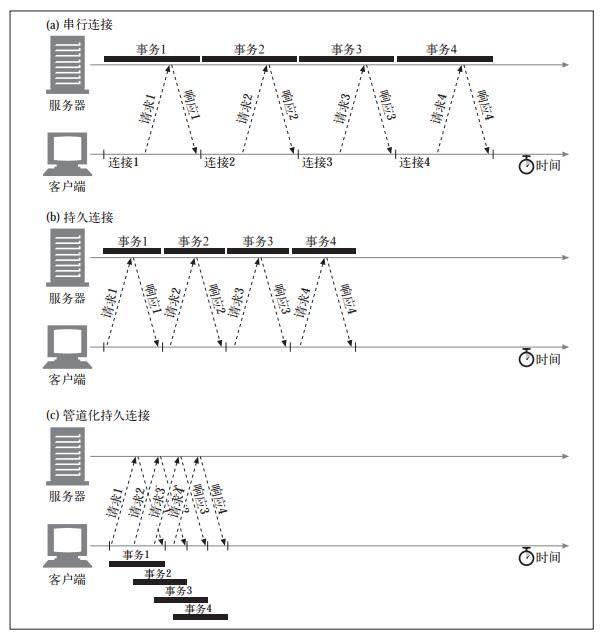 (a) 串行连接
事务1 事务2 事务3 事务4
请求1 响应1 请求2 响应2 请求3 响应3 请求4 响应4
服务器
连接1 连接2 连接3 连接4
时间
客户端
(b) 持久连接
事务1 事务2 事务3 事务4
请求1 响应1 请求2 响应2 请求3 响应3 请求4 响应4
服务器
时间
客户端
(c) 管道化持久连接
请求1 请求2 请求3 请求4 响应3 响应4
服务器
时间
事务1
客户端
事务2
事务3
事务4